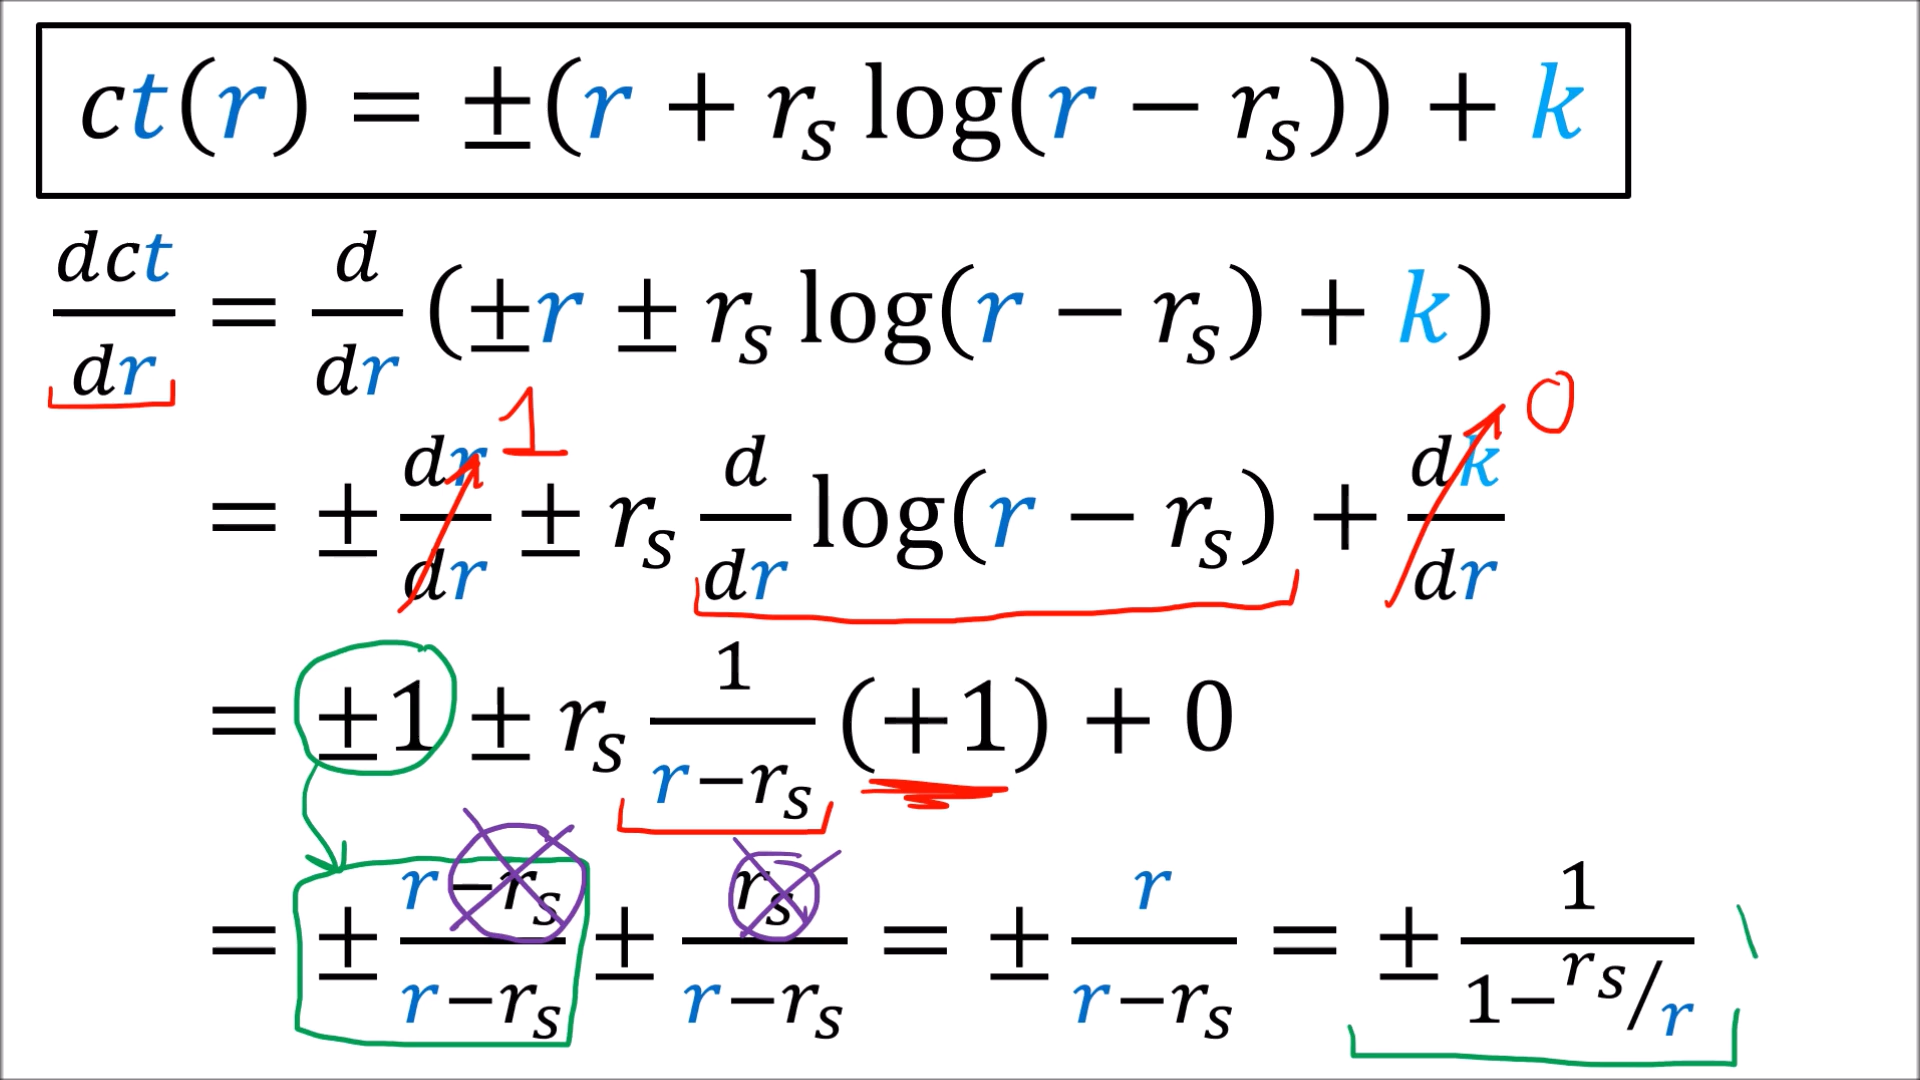 ct(r) = ±(r + r_s log(r − r_s)) + k
dct/dr = d/dr (±r ± r_s log(r − r_s) + k)
1 0
= ± dr/dr ± r_s d/dr log(r − r_s) + dk/dr
= ±1 ± r_s 1/(r−r_s) (+1) + 0
= ± (r−r_s)/(r−r_s) ± r_s/(r−r_s) = ± r/(r−r_s) = ± 1/(1−r_s/r)